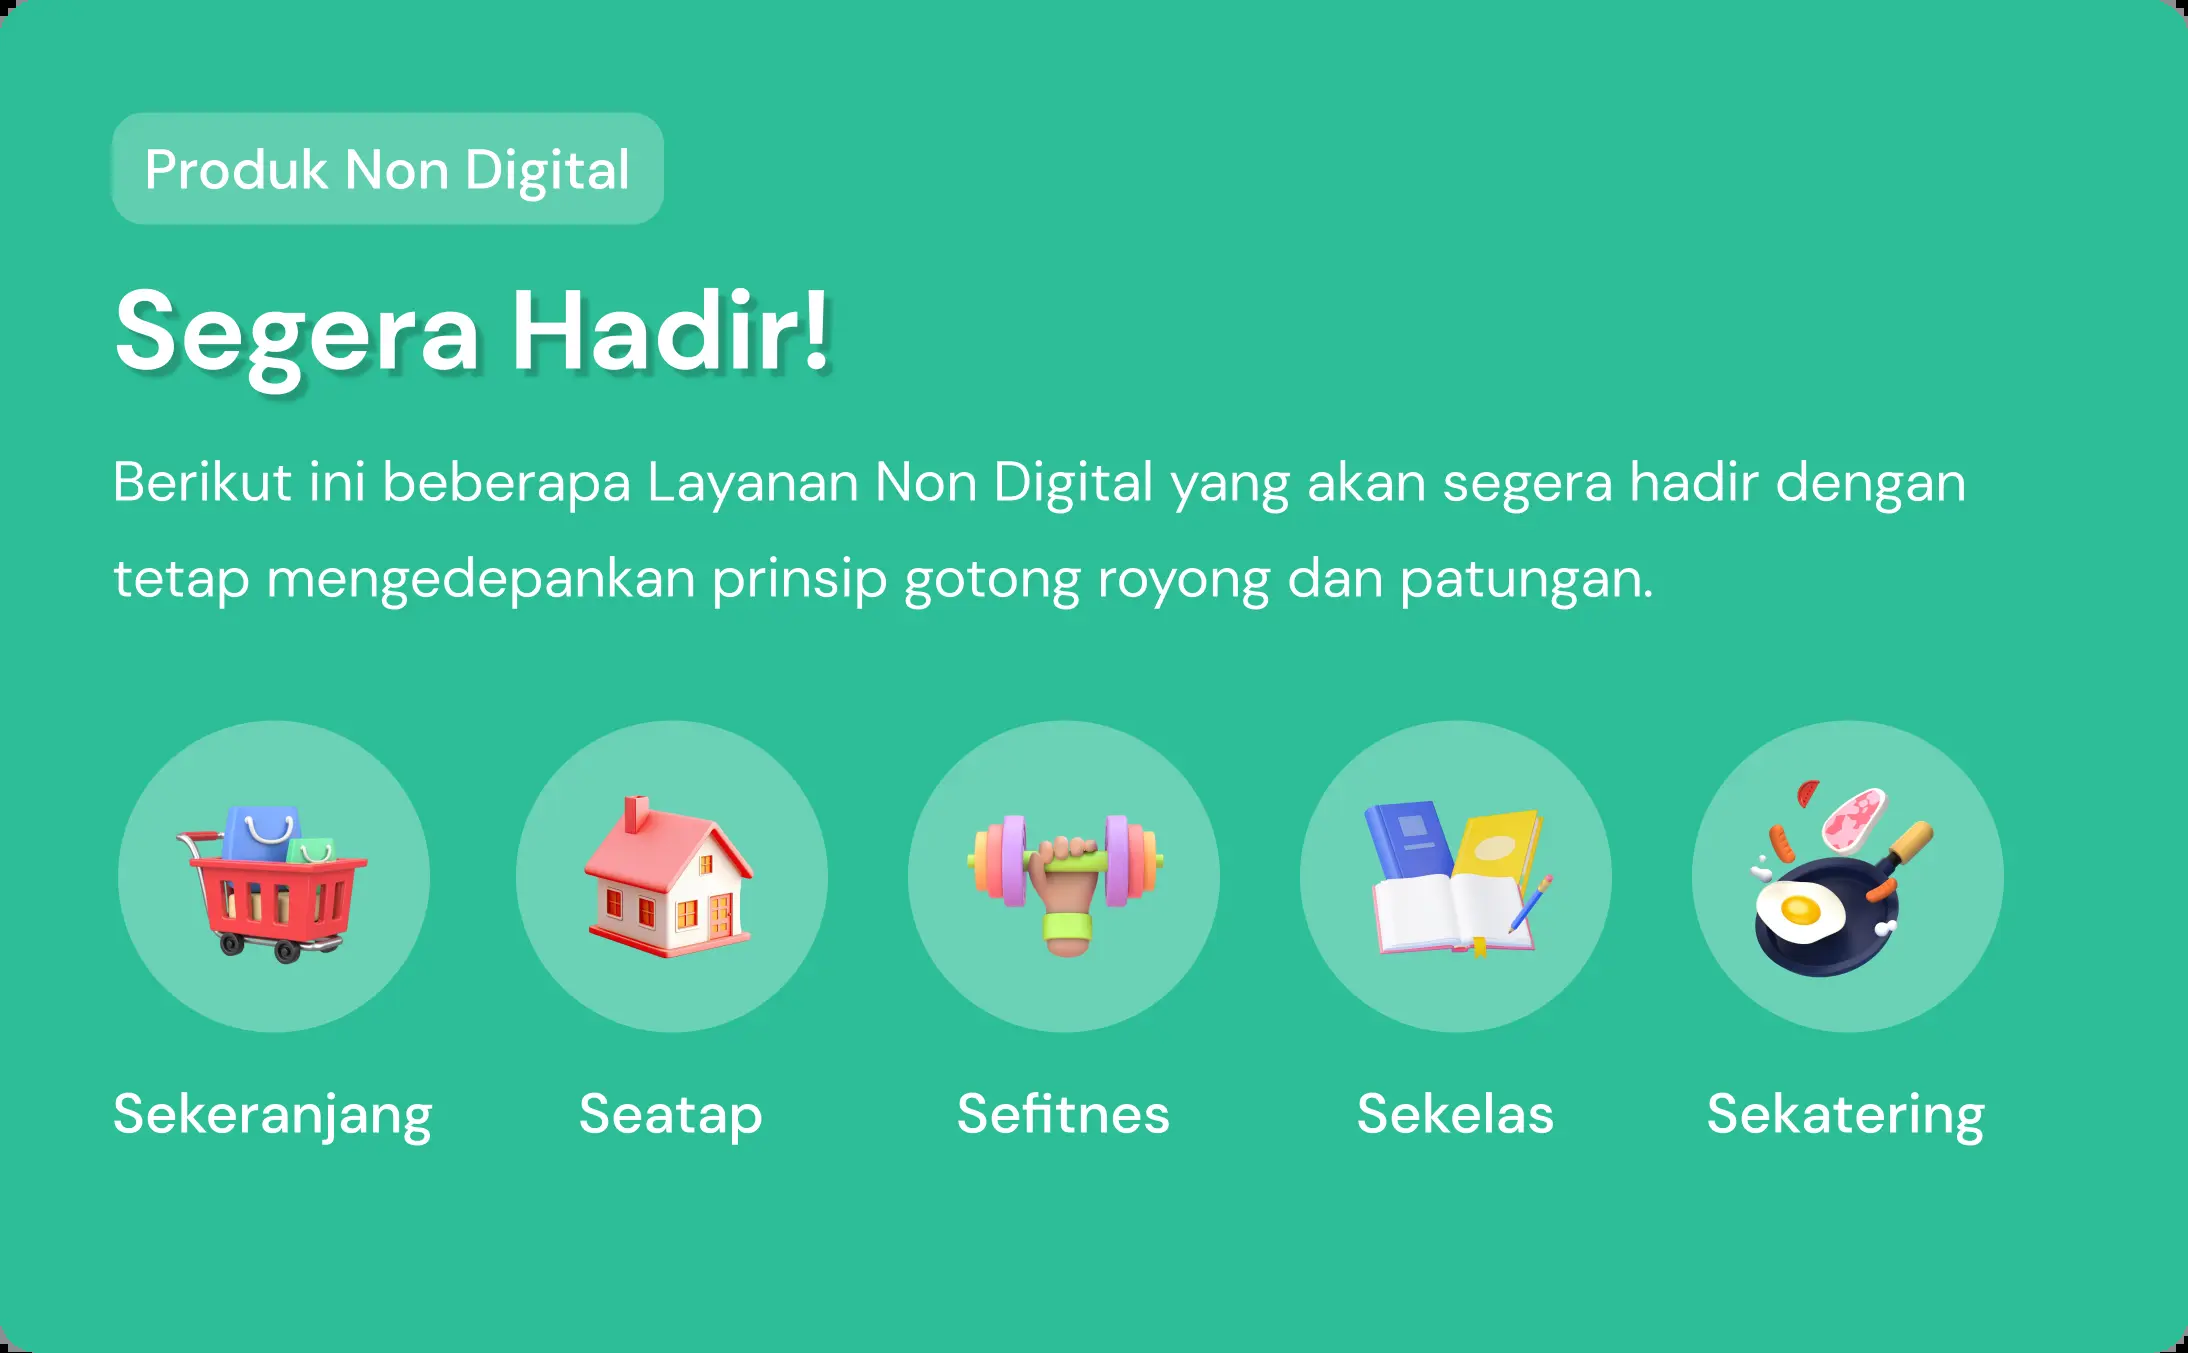 Produk Non Digital
Segera Hadir!
Berikut ini beberapa Layanan Non Digital yang akan segera hadir dengan
tetap mengedepankan prinsip gotong royong dan patungan.
Sekeranjang
Seatap
Sefitnes
Sekelas
Sekatering